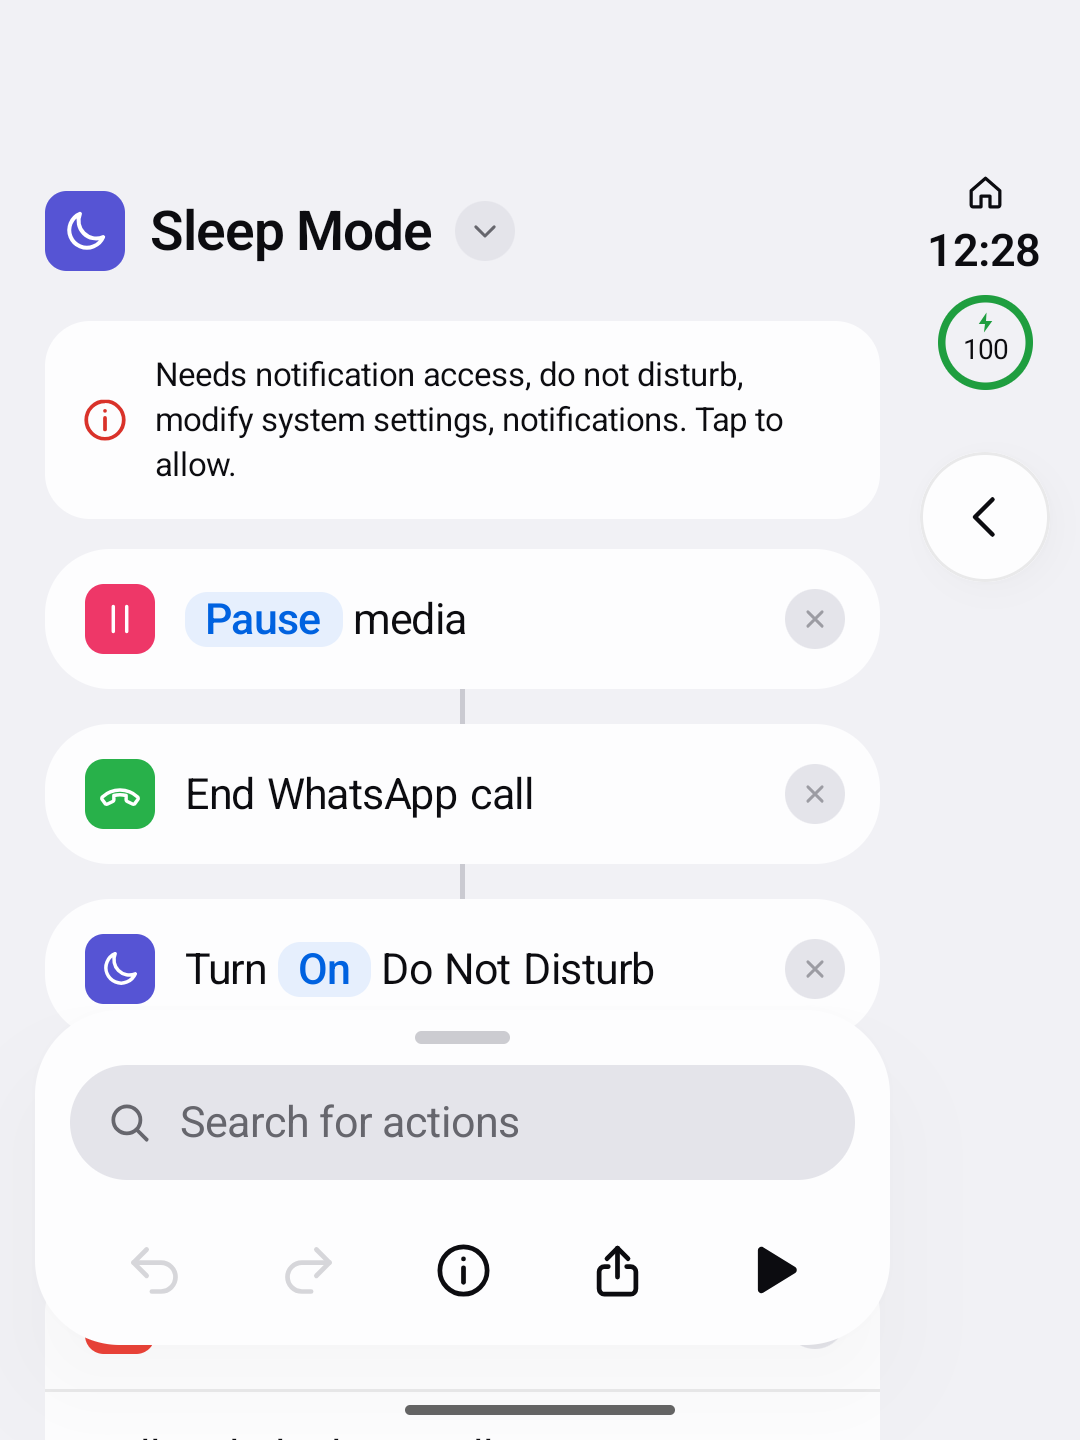 12:28
100
Sleep Mode
Needs notification access, do not disturb,
modify system settings, notifications. Tap to
allow.
Pause media
End WhatsApp call
Turn On Do Not Disturb
Search for actions